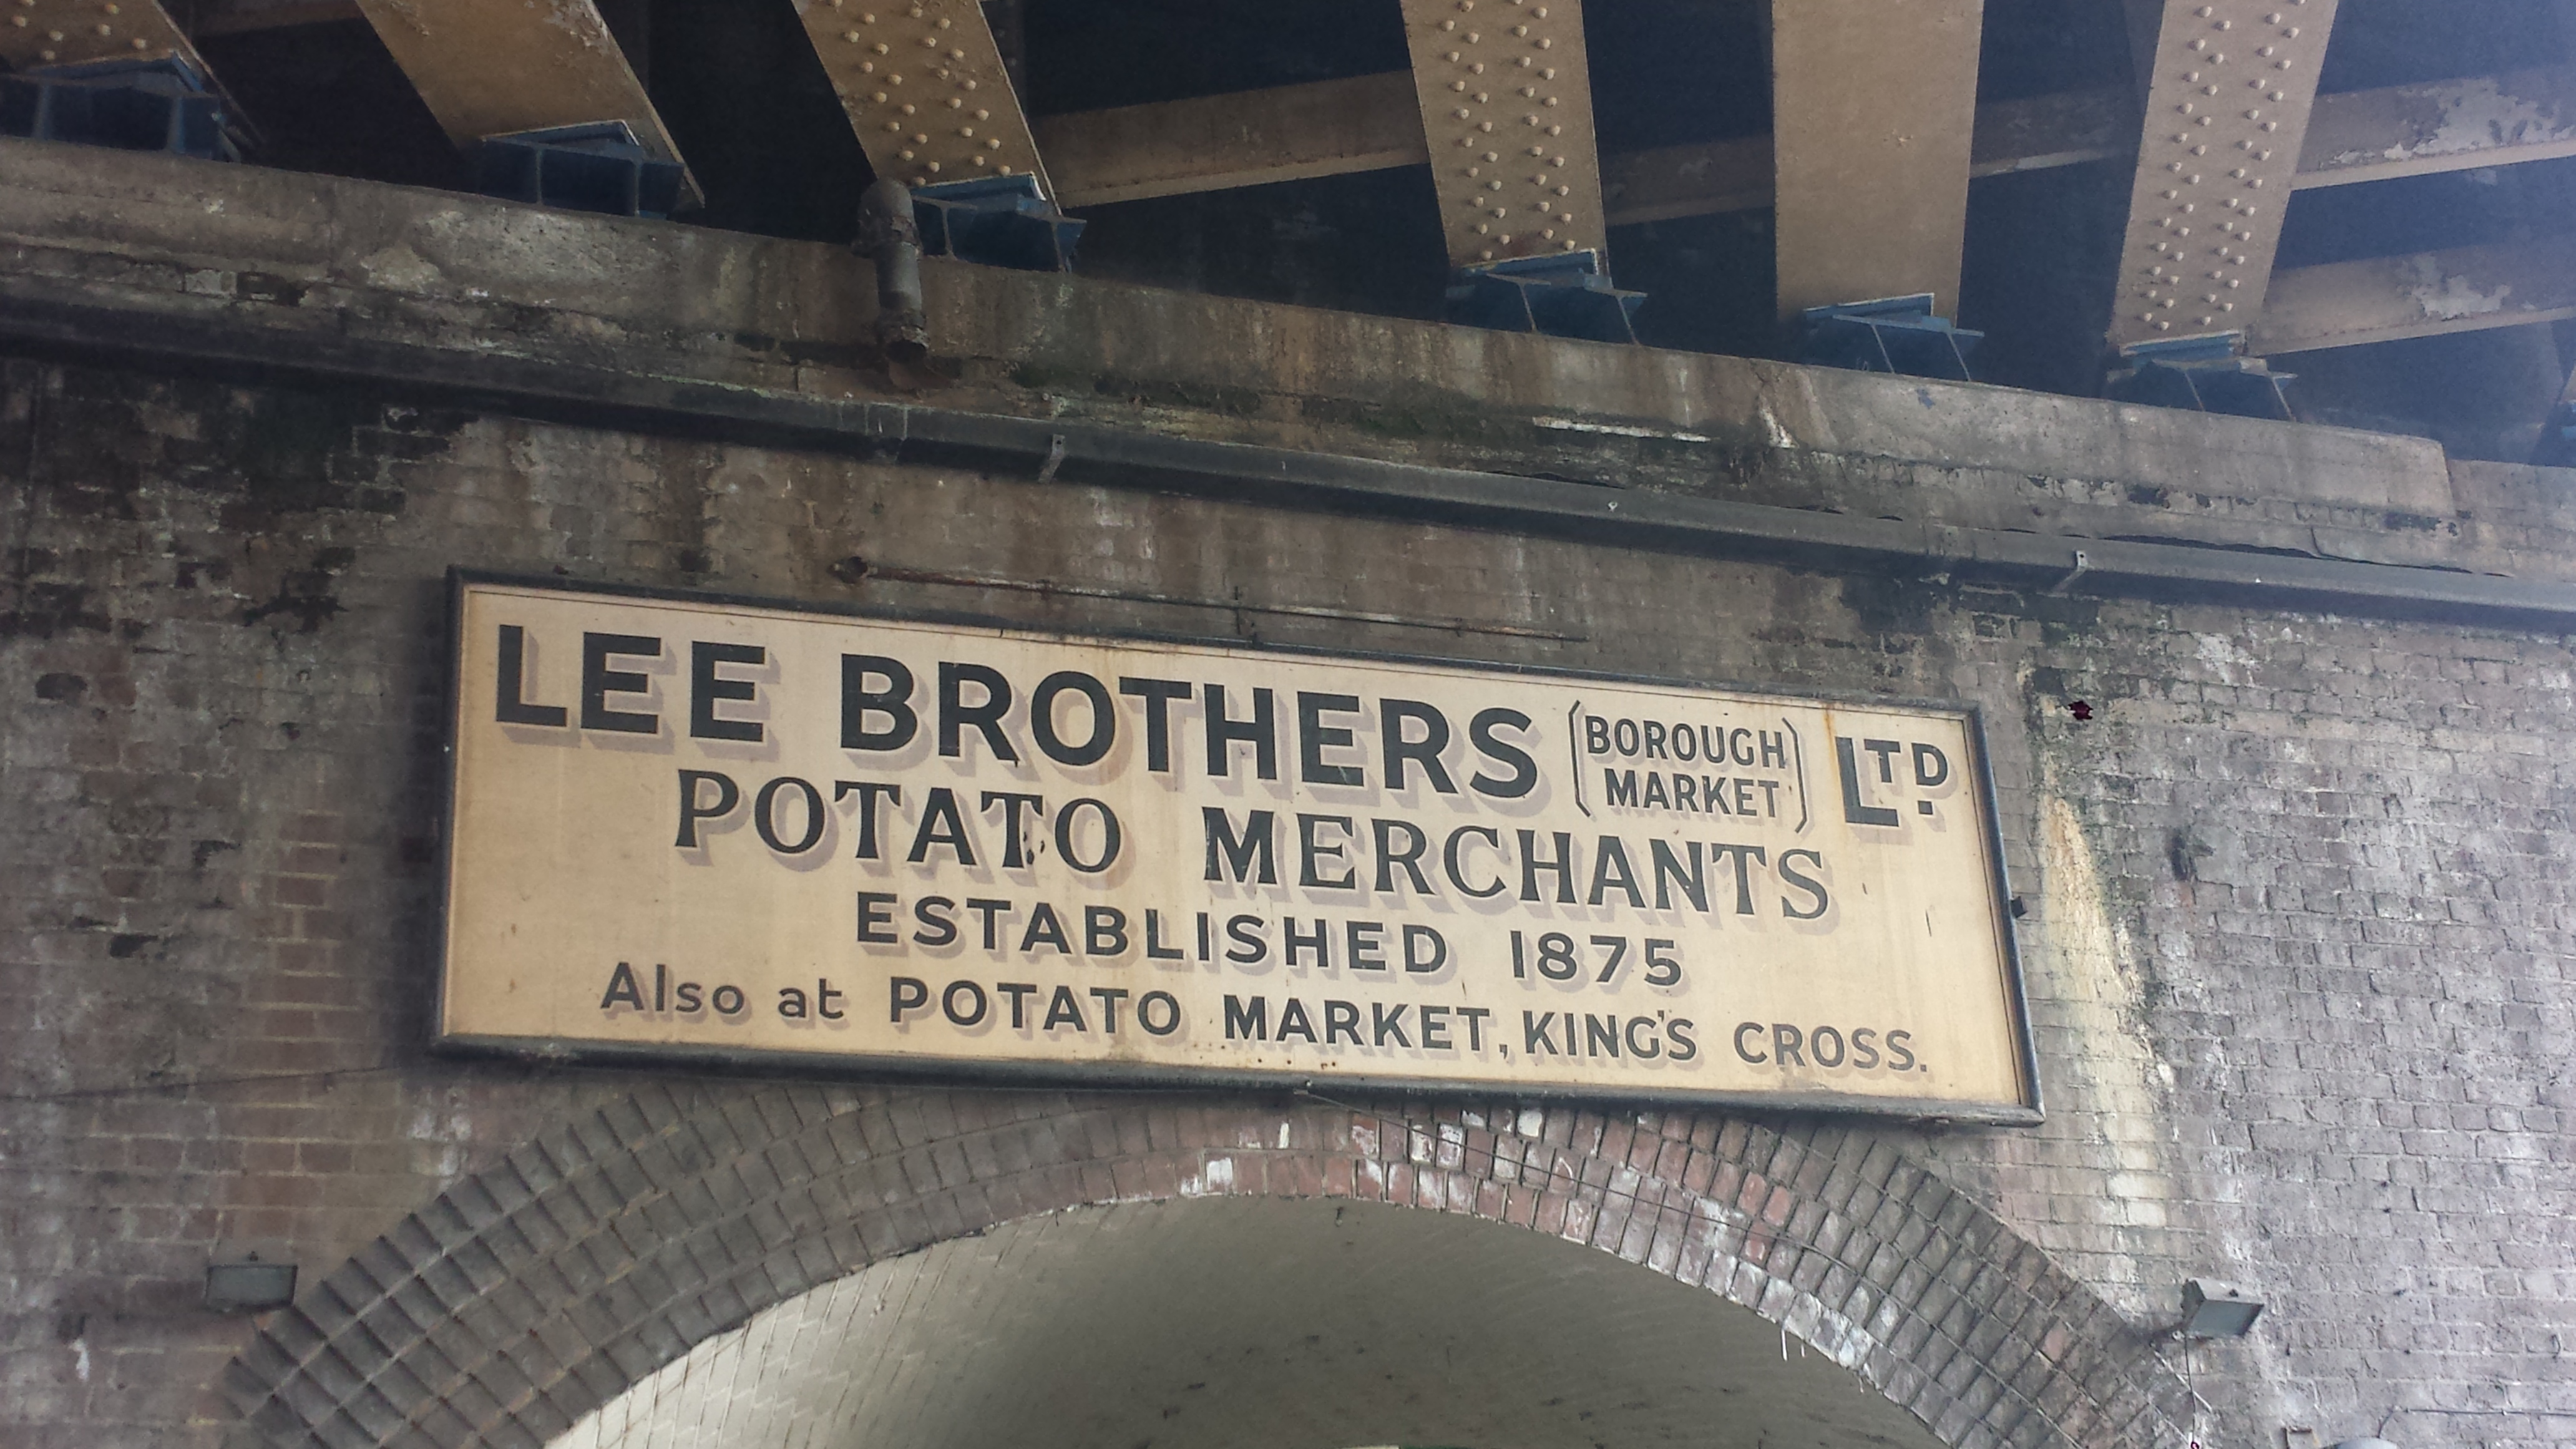 LEE BROTHERS (BOROUGH MARKET) LTD.
POTATO MERCHANTS
ESTABLISHED 1875
Also at POTATO MARKET, KING'S CROSS.